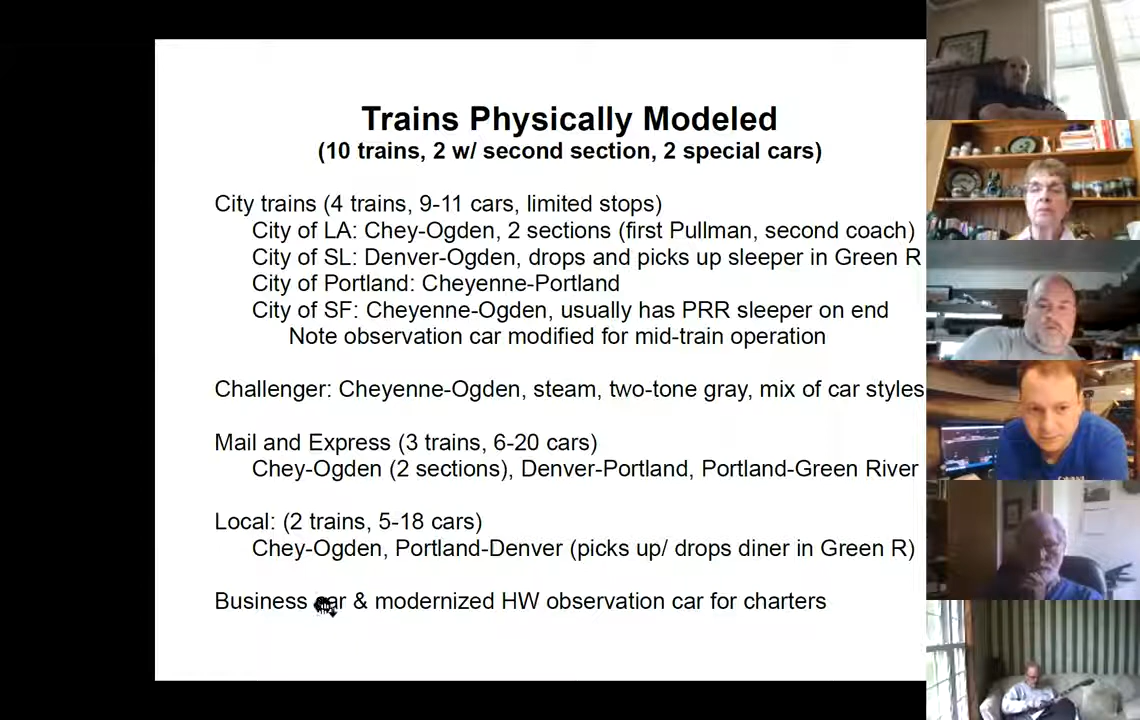 Trains Physically Modeled
(10 trains, 2 w/ second section, 2 special cars)
City trains (4 trains, 9-11 cars, limited stops)
City of LA: Chey-Ogden, 2 sections (first Pullman, second coach)
City of SL: Denver-Ogden, drops and picks up sleeper in Green R
City of Portland: Cheyenne-Portland
City of SF: Cheyenne-Ogden, usually has PRR sleeper on end
Note observation car modified for mid-train operation
Challenger: Cheyenne-Ogden, steam, two-tone gray, mix of car styles
Mail and Express (3 trains, 6-20 cars)
Chey-Ogden (2 sections), Denver-Portland, Portland-Green River
Local: (2 trains, 5-18 cars)
Chey-Ogden, Portland-Denver (picks up/ drops diner in Green R)
Business car & modernized HW observation car for charters